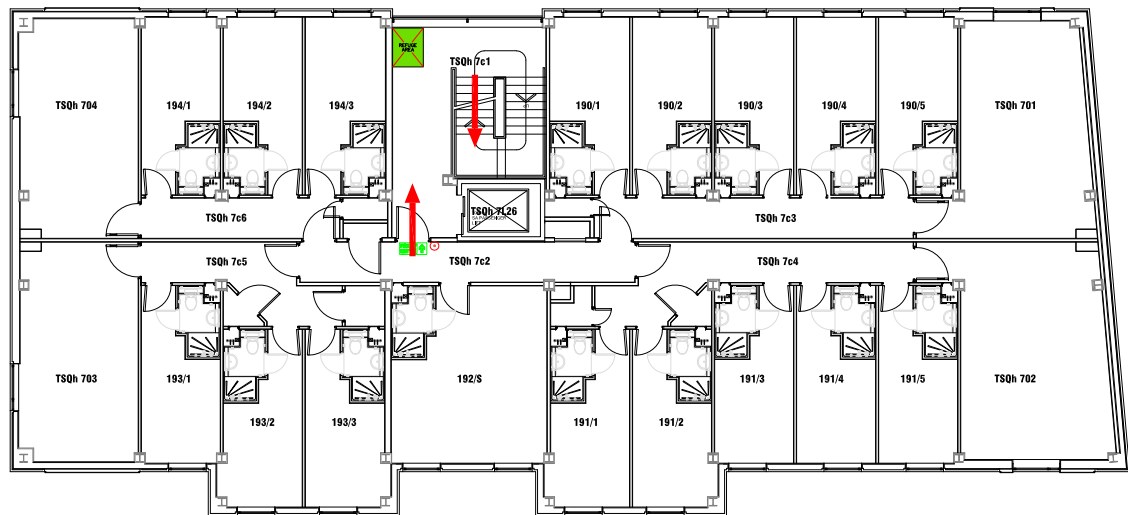 REFUGE
AREA
TSQh 7c1
TSQh 704
194/1
194/2
194/3
190/1
190/2
190/3
190/4
190/5
TSQh 701
TSQh 7c6
TSQh 7L26
TSQh 7c3
TSQh 7c5
TSQh 7c2
TSQh 7c4
TSQh 703
193/1
192/S
191/3
191/4
191/5
TSQh 702
193/2
193/3
191/1
191/2